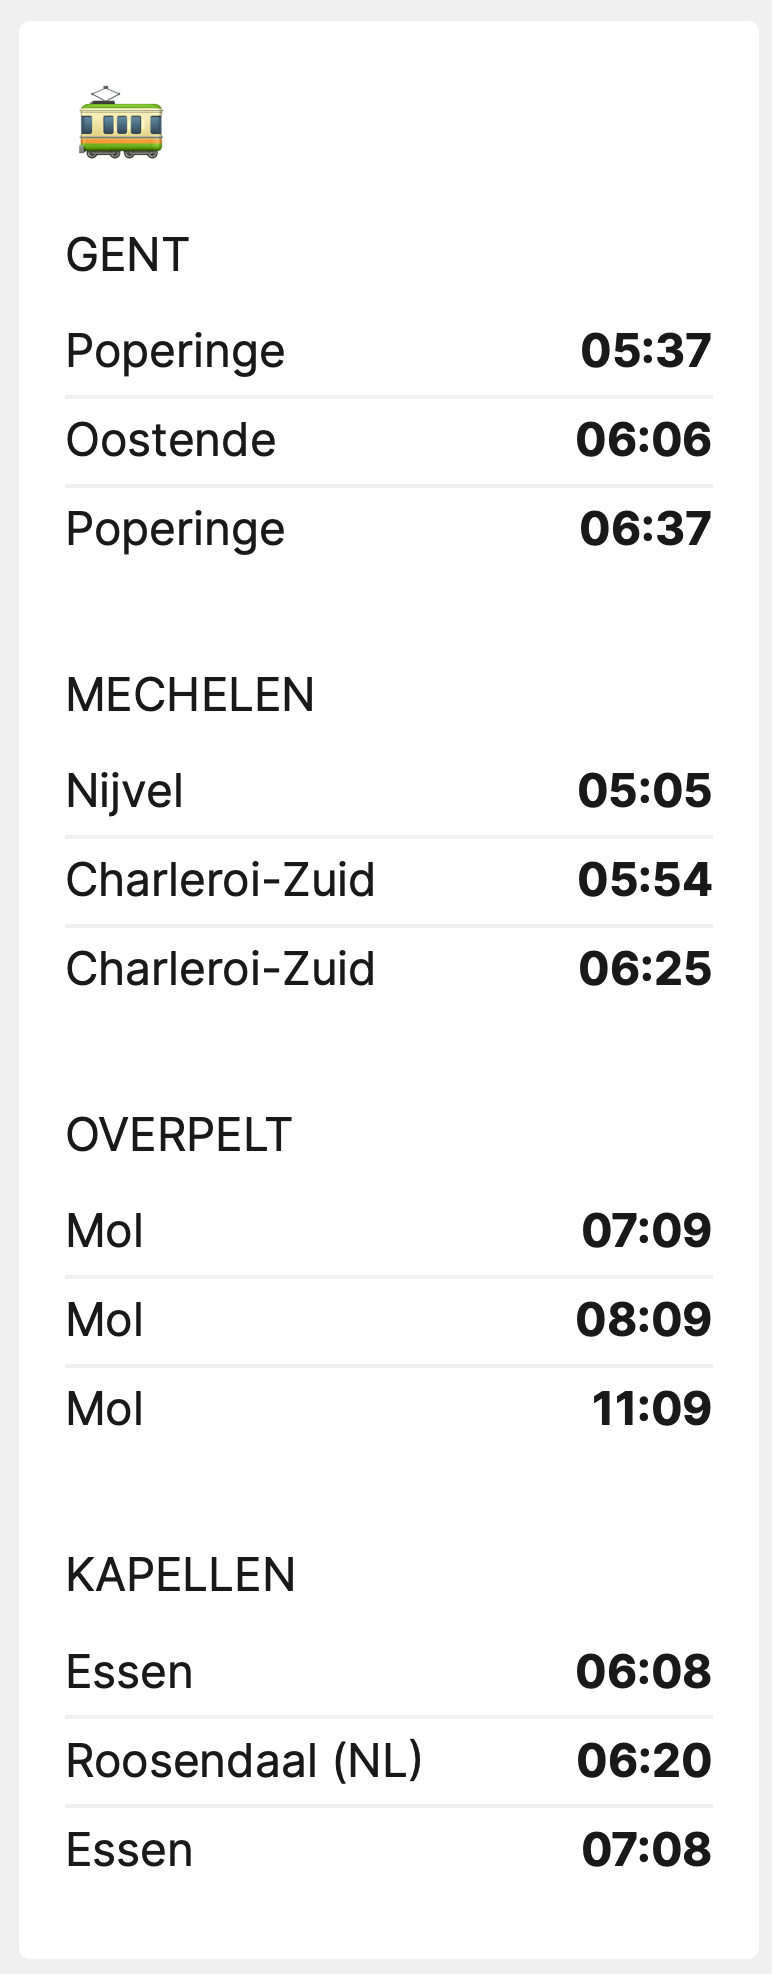 GENT
Poperinge 05:37
Oostende 06:06
Poperinge 06:37
MECHELEN
Nijvel 05:05
Charleroi-Zuid 05:54
Charleroi-Zuid 06:25
OVERPELT
Mol 07:09
Mol 08:09
Mol 11:09
KAPELLEN
Essen 06:08
Roosendaal (NL) 06:20
Essen 07:08